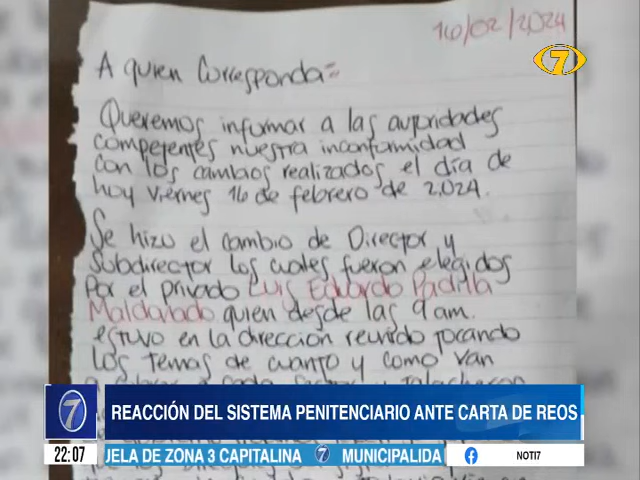 16/02/2024
7
A quien Corresponda=
Queremos informar a las autoridades
competentes nuestra inconformidad
con los cambios realizados el día de
hoy viernes 16 de febrero de 2,024.
Se hizo el cambio de Director y
Subdirector los cuales fueron elegidos
Por el privado Luis Eduardo Padilla
Maldonado quien desde las 9 am.
estuvo en la dirección reunido tocando
los temas de cuanto y como van
7 REACCIÓN DEL SISTEMA PENITENCIARIO ANTE CARTA DE REOS
22:07 UELA DE ZONA 3 CAPITALINA 7 MUNICIPALIDA NOTI7